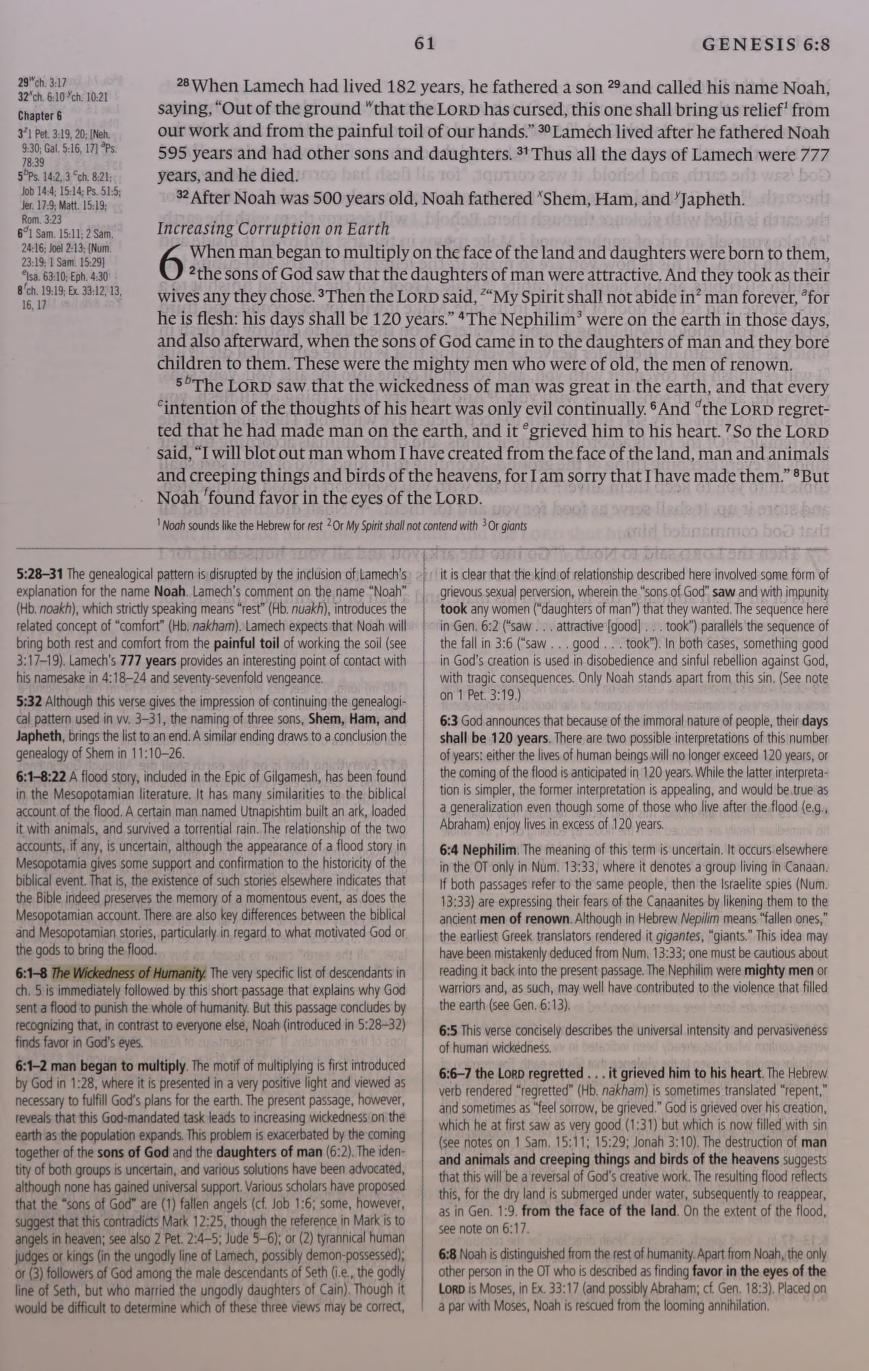 61
GENESIS 6:8
29ʷch. 3:17
32ˣch. 6:10 ʸch. 10:21
Chapter 6
3ᶻ1 Pet. 3:19, 20; [Neh.
9:30; Gal. 5:16, 17] ᵃPs.
78:39
5ᵇPs. 14:2, 3 ᶜch. 8:21;
Job 14:4; 15:14; Ps. 51:5;
Jer. 17:9; Matt. 15:19;
Rom. 3:23
6ᵈ1 Sam. 15:11; 2 Sam.
24:16; Joel 2:13; [Num.
23:19; 1 Sam. 15:29]
ᵉIsa. 63:10; Eph. 4:30
8ᶠch. 19:19; Ex. 33:12, 13,
16, 17
28 When Lamech had lived 182 years, he fathered a son 29 and called his name Noah,
saying, “Out of the ground ʷthat the LORD has cursed, this one shall bring us relief¹ from
our work and from the painful toil of our hands.” 30 Lamech lived after he fathered Noah
595 years and had other sons and daughters. 31 Thus all the days of Lamech were 777
years, and he died.
32 After Noah was 500 years old, Noah fathered ˣShem, Ham, and ʸJapheth.
Increasing Corruption on Earth
6 When man began to multiply on the face of the land and daughters were born to them,
2 the sons of God saw that the daughters of man were attractive. And they took as their
wives any they chose. 3 Then the LORD said, ᶻ“My Spirit shall not abide in² man forever, ᵃfor
he is flesh: his days shall be 120 years.” 4 The Nephilim³ were on the earth in those days,
and also afterward, when the sons of God came in to the daughters of man and they bore
children to them. These were the mighty men who were of old, the men of renown.
5 ᵇThe LORD saw that the wickedness of man was great in the earth, and that every
ᶜintention of the thoughts of his heart was only evil continually. 6 And ᵈthe LORD regret-
ted that he had made man on the earth, and it ᵉgrieved him to his heart. 7 So the LORD
said, “I will blot out man whom I have created from the face of the land, man and animals
and creeping things and birds of the heavens, for I am sorry that I have made them.” 8 But
Noah ᶠfound favor in the eyes of the LORD.
¹ Noah sounds like the Hebrew for rest ² Or My Spirit shall not contend with ³ Or giants
5:28–31 The genealogical pattern is disrupted by the inclusion of Lamech's
explanation for the name Noah. Lamech's comment on the name “Noah”
(Hb. noakh), which strictly speaking means “rest” (Hb. nuakh), introduces the
related concept of “comfort” (Hb. nakham). Lamech expects that Noah will
bring both rest and comfort from the painful toil of working the soil (see
3:17–19). Lamech's 777 years provides an interesting point of contact with
his namesake in 4:18–24 and seventy-sevenfold vengeance.
5:32 Although this verse gives the impression of continuing the genealogi-
cal pattern used in vv. 3–31, the naming of three sons, Shem, Ham, and
Japheth, brings the list to an end. A similar ending draws to a conclusion the
genealogy of Shem in 11:10–26.
6:1–8:22 A flood story, included in the Epic of Gilgamesh, has been found
in the Mesopotamian literature. It has many similarities to the biblical
account of the flood. A certain man named Utnapishtim built an ark, loaded
it with animals, and survived a torrential rain. The relationship of the two
accounts, if any, is uncertain, although the appearance of a flood story in
Mesopotamia gives some support and confirmation to the historicity of the
biblical event. That is, the existence of such stories elsewhere indicates that
the Bible indeed preserves the memory of a momentous event, as does the
Mesopotamian account. There are also key differences between the biblical
and Mesopotamian stories, particularly in regard to what motivated God or
the gods to bring the flood.
6:1–8 The Wickedness of Humanity. The very specific list of descendants in
ch. 5 is immediately followed by this short passage that explains why God
sent a flood to punish the whole of humanity. But this passage concludes by
recognizing that, in contrast to everyone else, Noah (introduced in 5:28–32)
finds favor in God's eyes.
6:1–2 man began to multiply. The motif of multiplying is first introduced
by God in 1:28, where it is presented in a very positive light and viewed as
necessary to fulfill God's plans for the earth. The present passage, however,
reveals that this God-mandated task leads to increasing wickedness on the
earth as the population expands. This problem is exacerbated by the coming
together of the sons of God and the daughters of man (6:2). The iden-
tity of both groups is uncertain, and various solutions have been advocated,
although none has gained universal support. Various scholars have proposed
that the “sons of God” are (1) fallen angels (cf. Job 1:6; some, however,
suggest that this contradicts Mark 12:25, though the reference in Mark is to
angels in heaven; see also 2 Pet. 2:4–5; Jude 5–6); or (2) tyrannical human
judges or kings (in the ungodly line of Lamech, possibly demon-possessed);
or (3) followers of God among the male descendants of Seth (i.e., the godly
line of Seth, but who married the ungodly daughters of Cain). Though it
would be difficult to determine which of these three views may be correct,
it is clear that the kind of relationship described here involved some form of
grievous sexual perversion, wherein the “sons of God” saw and with impunity
took any women (“daughters of man”) that they wanted. The sequence here
in Gen. 6:2 (“saw . . . attractive [good] . . . took”) parallels the sequence of
the fall in 3:6 (“saw . . . good . . . took”). In both cases, something good
in God's creation is used in disobedience and sinful rebellion against God,
with tragic consequences. Only Noah stands apart from this sin. (See note
on 1 Pet. 3:19.)
6:3 God announces that because of the immoral nature of people, their days
shall be 120 years. There are two possible interpretations of this number
of years: either the lives of human beings will no longer exceed 120 years, or
the coming of the flood is anticipated in 120 years. While the latter interpreta-
tion is simpler, the former interpretation is appealing, and would be true as
a generalization even though some of those who live after the flood (e.g.,
Abraham) enjoy lives in excess of 120 years.
6:4 Nephilim. The meaning of this term is uncertain. It occurs elsewhere
in the OT only in Num. 13:33, where it denotes a group living in Canaan.
If both passages refer to the same people, then the Israelite spies (Num.
13:33) are expressing their fears of the Canaanites by likening them to the
ancient men of renown. Although in Hebrew Nepilim means “fallen ones,”
the earliest Greek translators rendered it gigantes, “giants.” This idea may
have been mistakenly deduced from Num. 13:33; one must be cautious about
reading it back into the present passage. The Nephilim were mighty men or
warriors and, as such, may well have contributed to the violence that filled
the earth (see Gen. 6:13).
6:5 This verse concisely describes the universal intensity and pervasiveness
of human wickedness.
6:6–7 the LORD regretted . . . it grieved him to his heart. The Hebrew
verb rendered “regretted” (Hb. nakham) is sometimes translated “repent,”
and sometimes as “feel sorrow, be grieved.” God is grieved over his creation,
which he at first saw as very good (1:31) but which is now filled with sin
(see notes on 1 Sam. 15:11; 15:29; Jonah 3:10). The destruction of man
and animals and creeping things and birds of the heavens suggests
that this will be a reversal of God's creative work. The resulting flood reflects
this, for the dry land is submerged under water, subsequently to reappear,
as in Gen. 1:9. from the face of the land. On the extent of the flood,
see note on 6:17.
6:8 Noah is distinguished from the rest of humanity. Apart from Noah, the only
other person in the OT who is described as finding favor in the eyes of the
LORD is Moses, in Ex. 33:17 (and possibly Abraham; cf. Gen. 18:3). Placed on
a par with Moses, Noah is rescued from the looming annihilation.